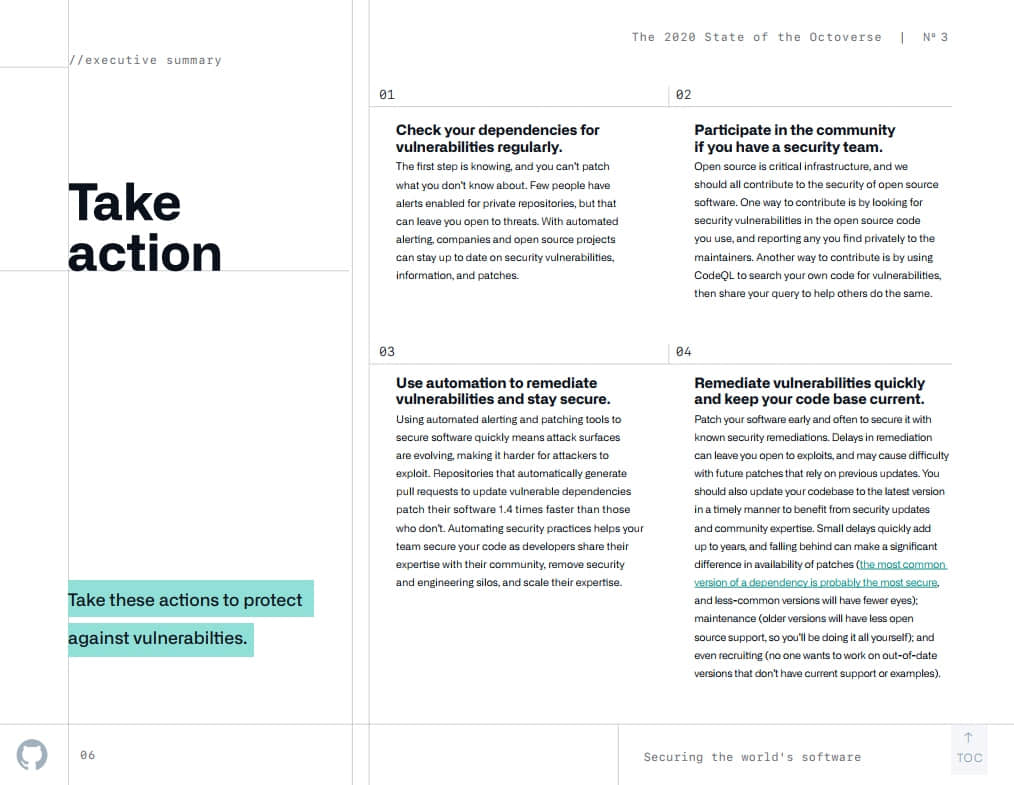 The 2020 State of the Octoverse | Nº 3
//executive summary
Take
action
Take these actions to protect
against vulnerabilties.
01
Check your dependencies for
vulnerabilities regularly.
The first step is knowing, and you can't patch
what you don't know about. Few people have
alerts enabled for private repositories, but that
can leave you open to threats. With automated
alerting, companies and open source projects
can stay up to date on security vulnerabilities,
information, and patches.
02
Participate in the community
if you have a security team.
Open source is critical infrastructure, and we
should all contribute to the security of open source
software. One way to contribute is by looking for
security vulnerabilities in the open source code
you use, and reporting any you find privately to the
maintainers. Another way to contribute is by using
CodeQL to search your own code for vulnerabilities,
then share your query to help others do the same.
03
Use automation to remediate
vulnerabilities and stay secure.
Using automated alerting and patching tools to
secure software quickly means attack surfaces
are evolving, making it harder for attackers to
exploit. Repositories that automatically generate
pull requests to update vulnerable dependencies
patch their software 1.4 times faster than those
who don't. Automating security practices helps your
team secure your code as developers share their
expertise with their community, remove security
and engineering silos, and scale their expertise.
04
Remediate vulnerabilities quickly
and keep your code base current.
Patch your software early and often to secure it with
known security remediations. Delays in remediation
can leave you open to exploits, and may cause difficulty
with future patches that rely on previous updates. You
should also update your codebase to the latest version
in a timely manner to benefit from security updates
and community expertise. Small delays quickly add
up to years, and falling behind can make a significant
difference in availability of patches (the most common
version of a dependency is probably the most secure,
and less-common versions will have fewer eyes);
maintenance (older versions will have less open
source support, so you'll be doing it all yourself); and
even recruiting (no one wants to work on out-of-date
versions that don't have current support or examples).
06
Securing the world's software
↑
TOC